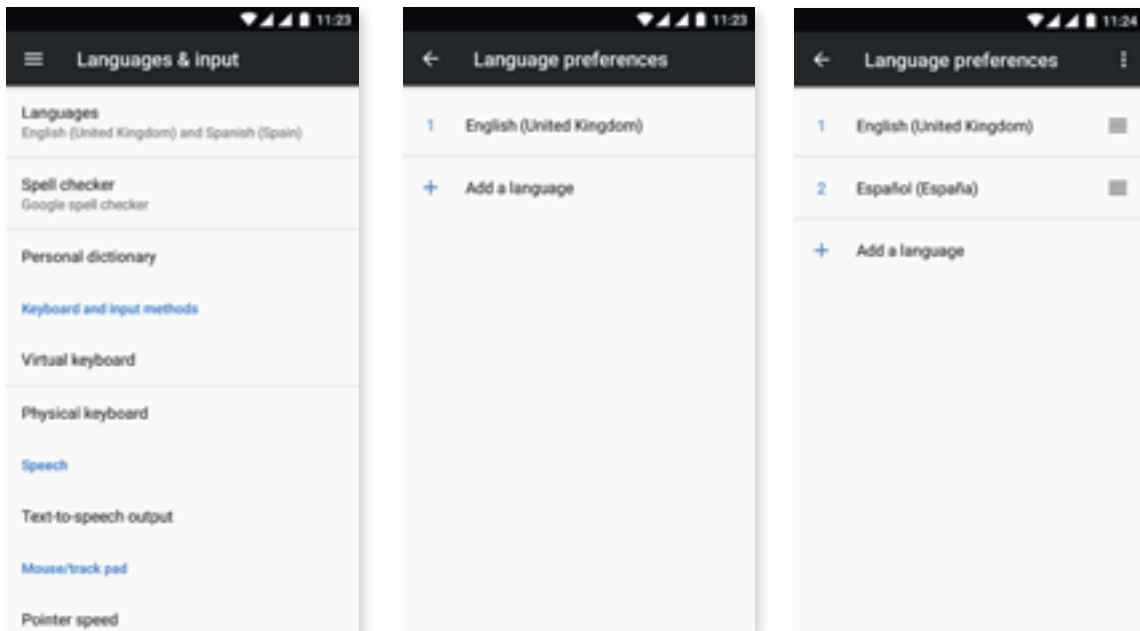 11:23
Languages & input
Languages
English (United Kingdom) and Spanish (Spain)
Spell checker
Google spell checker
Personal dictionary
Keyboard and input methods
Virtual keyboard
Physical keyboard
Speech
Text-to-speech output
Mouse/track pad
Pointer speed
11:23
Language preferences
1 English (United Kingdom)
+ Add a language
11:24
Language preferences
1 English (United Kingdom)
2 Español (España)
+ Add a language